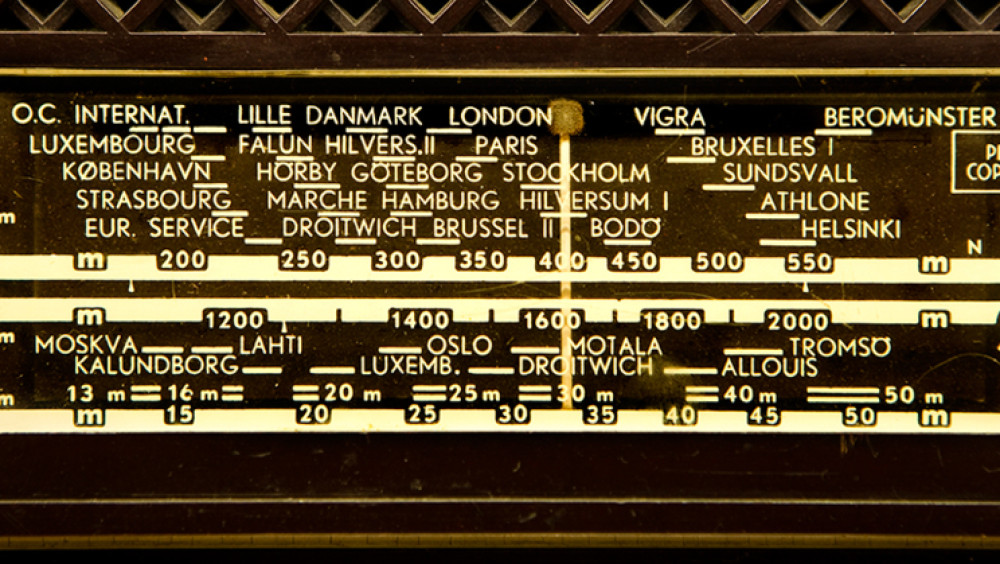 O.C. INTERNAT. LILLE DANMARK LONDON VIGRA BEROMÜNSTER
LUXEMBOURG FALUN HILVERS.II PARIS BRUXELLES I
KØBENHAVN HÖRBY GÖTEBORG STOCKHOLM SUNDSVALL
STRASBOURG MARCHE HAMBURG HILVERSUM I ATHLONE
m
EUR. SERVICE DROITWICH BRUSSEL II BODØ HELSINKI
N
m 200 250 300 350 400 450 500 550 m
m 1200 1400 1600 1800 2000
m MOSKVA LAHTI OSLO MOTALA TROMSØ
KALUNDBORG LUXEMB. DROITWICH ALLOUIS
m 13 m 16 m 20 m 25 m 30 m 40 m 50 m
m 15 20 25 30 35 40 45 50 m